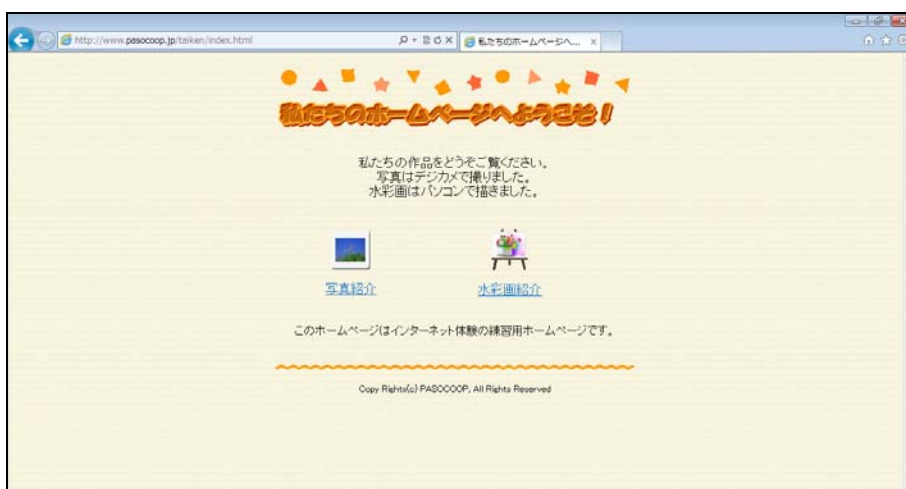 http://www.pasocoop.jp/taiken/index.html
私たちのホームページへ...
私たちのホームページへようこそ!
私たちの作品をどうぞご覧ください。
写真はデジカメで撮りました。
水彩画はパソコンで描きました。
写真紹介
水彩画紹介
このホームページはインターネット体験の練習用ホームページです。
Copy Rights(c) PASOCOOP, All Rights Reserved